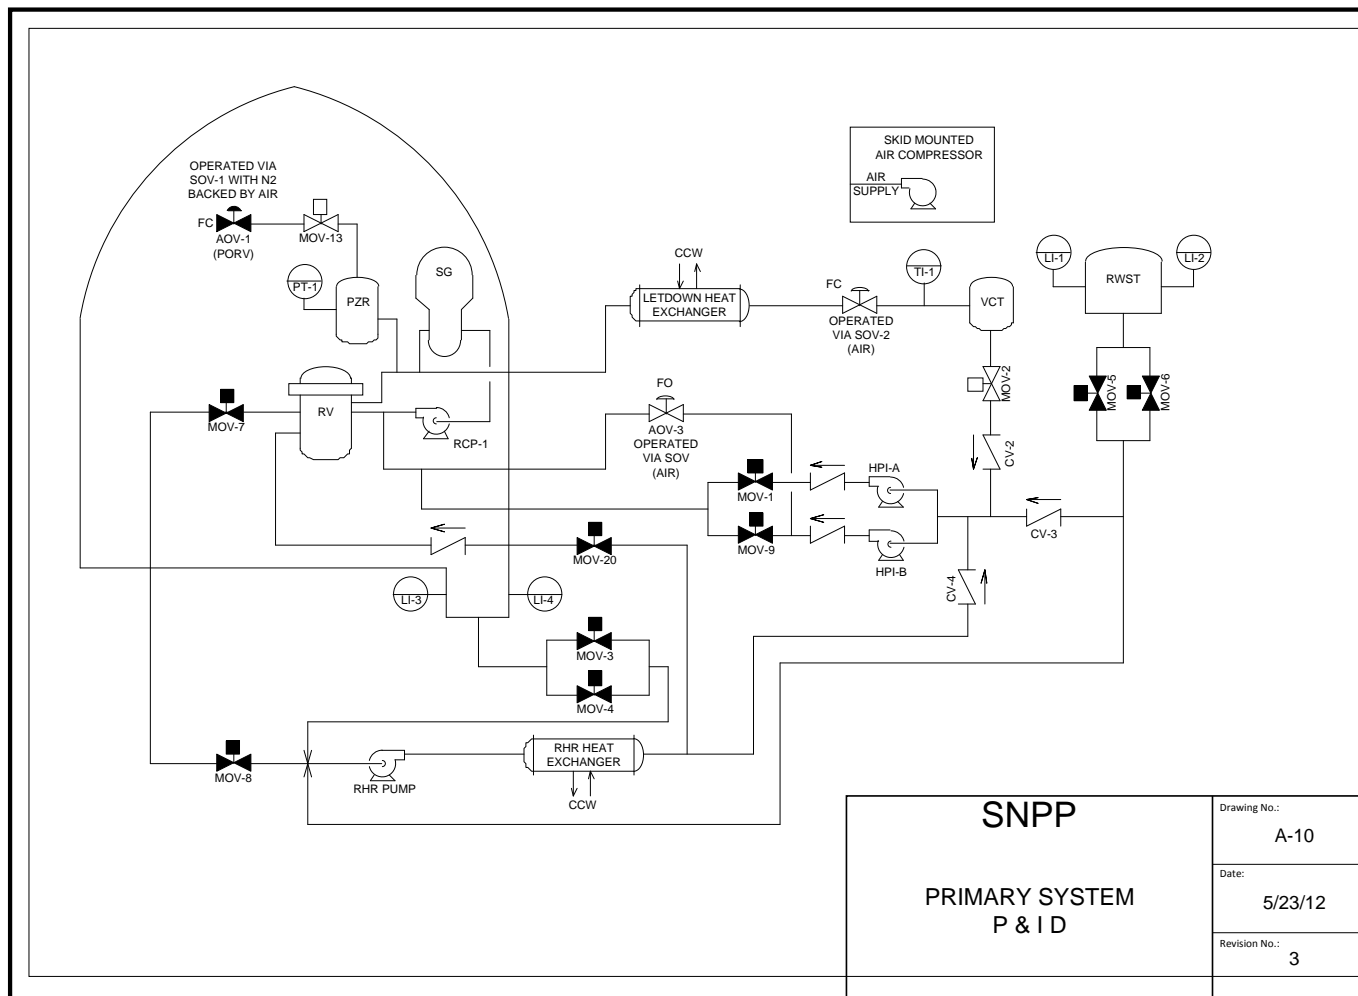 SKID MOUNTED
AIR COMPRESSOR
AIR
SUPPLY
OPERATED VIA
SOV-1 WITH N2
BACKED BY AIR
FC
AOV-1
(PORV)
MOV-13
PT-1
PZR
SG
CCW
LETDOWN HEAT
EXCHANGER
FC
OPERATED
VIA SOV-2
(AIR)
TI-1
VCT
LI-1
RWST
LI-2
MOV-2
MOV-5
MOV-6
MOV-7
RV
RCP-1
FO
AOV-3
OPERATED
VIA SOV
(AIR)
CV-2
MOV-1
HPI-A
MOV-9
HPI-B
CV-3
MOV-20
CV-4
LI-3
LI-4
MOV-3
MOV-4
MOV-8
RHR PUMP
RHR HEAT
EXCHANGER
CCW
SNPP
PRIMARY SYSTEM
P & I D
Drawing No.:
A-10
Date:
5/23/12
Revision No.:
3